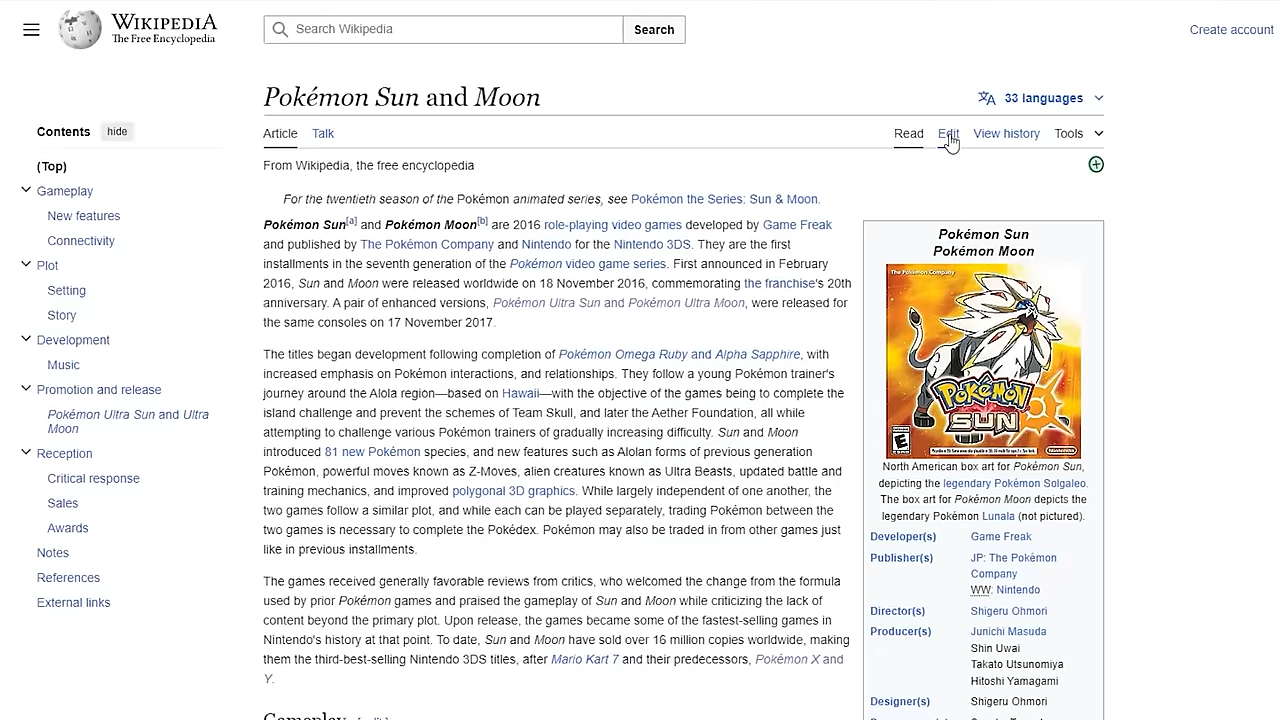 WIKIPEDIA
The Free Encyclopedia
Search Wikipedia
Search
Create account
Pokémon Sun and Moon
33 languages
Contents hide
Article Talk
Read Edit View history Tools
(Top)
Gameplay
New features
Connectivity
Plot
Setting
Story
Development
Music
Promotion and release
Pokémon Ultra Sun and Ultra
Moon
Reception
Critical response
Sales
Awards
Notes
References
External links
From Wikipedia, the free encyclopedia
For the twentieth season of the Pokémon animated series, see Pokémon the Series: Sun & Moon.
Pokémon Sun[a] and Pokémon Moon[b] are 2016 role-playing video games developed by Game Freak
and published by The Pokémon Company and Nintendo for the Nintendo 3DS. They are the first
installments in the seventh generation of the Pokémon video game series. First announced in February
2016, Sun and Moon were released worldwide on 18 November 2016, commemorating the franchise's 20th
anniversary. A pair of enhanced versions, Pokémon Ultra Sun and Pokémon Ultra Moon, were released for
the same consoles on 17 November 2017.
The titles began development following completion of Pokémon Omega Ruby and Alpha Sapphire, with
increased emphasis on Pokémon interactions, and relationships. They follow a young Pokémon trainer's
journey around the Alola region—based on Hawaii—with the objective of the games being to complete the
island challenge and prevent the schemes of Team Skull, and later the Aether Foundation, all while
attempting to challenge various Pokémon trainers of gradually increasing difficulty. Sun and Moon
introduced 81 new Pokémon species, and new features such as Alolan forms of previous generation
Pokémon, powerful moves known as Z-Moves, alien creatures known as Ultra Beasts, updated battle and
training mechanics, and improved polygonal 3D graphics. While largely independent of one another, the
two games follow a similar plot, and while each can be played separately, trading Pokémon between the
two games is necessary to complete the Pokédex. Pokémon may also be traded in from other games just
like in previous installments.
The games received generally favorable reviews from critics, who welcomed the change from the formula
used by prior Pokémon games and praised the gameplay of Sun and Moon while criticizing the lack of
content beyond the primary plot. Upon release, the games became some of the fastest-selling games in
Nintendo's history at that point. To date, Sun and Moon have sold over 16 million copies worldwide, making
them the third-best-selling Nintendo 3DS titles, after Mario Kart 7 and their predecessors, Pokémon X and
Y.
Gameplay [edit]
Pokémon Sun
Pokémon Moon
The Pokémon Company
POKéMON
SUN
E
Nintendo
North American box art for Pokémon Sun,
depicting the legendary Pokémon Solgaleo.
The box art for Pokémon Moon depicts the
legendary Pokémon Lunala (not pictured).
Developer(s) Game Freak
Publisher(s) JP: The Pokémon
Company
WW: Nintendo
Director(s) Shigeru Ohmori
Producer(s) Junichi Masuda
Shin Uwai
Takato Utsunomiya
Hitoshi Yamagami
Designer(s) Shigeru Ohmori